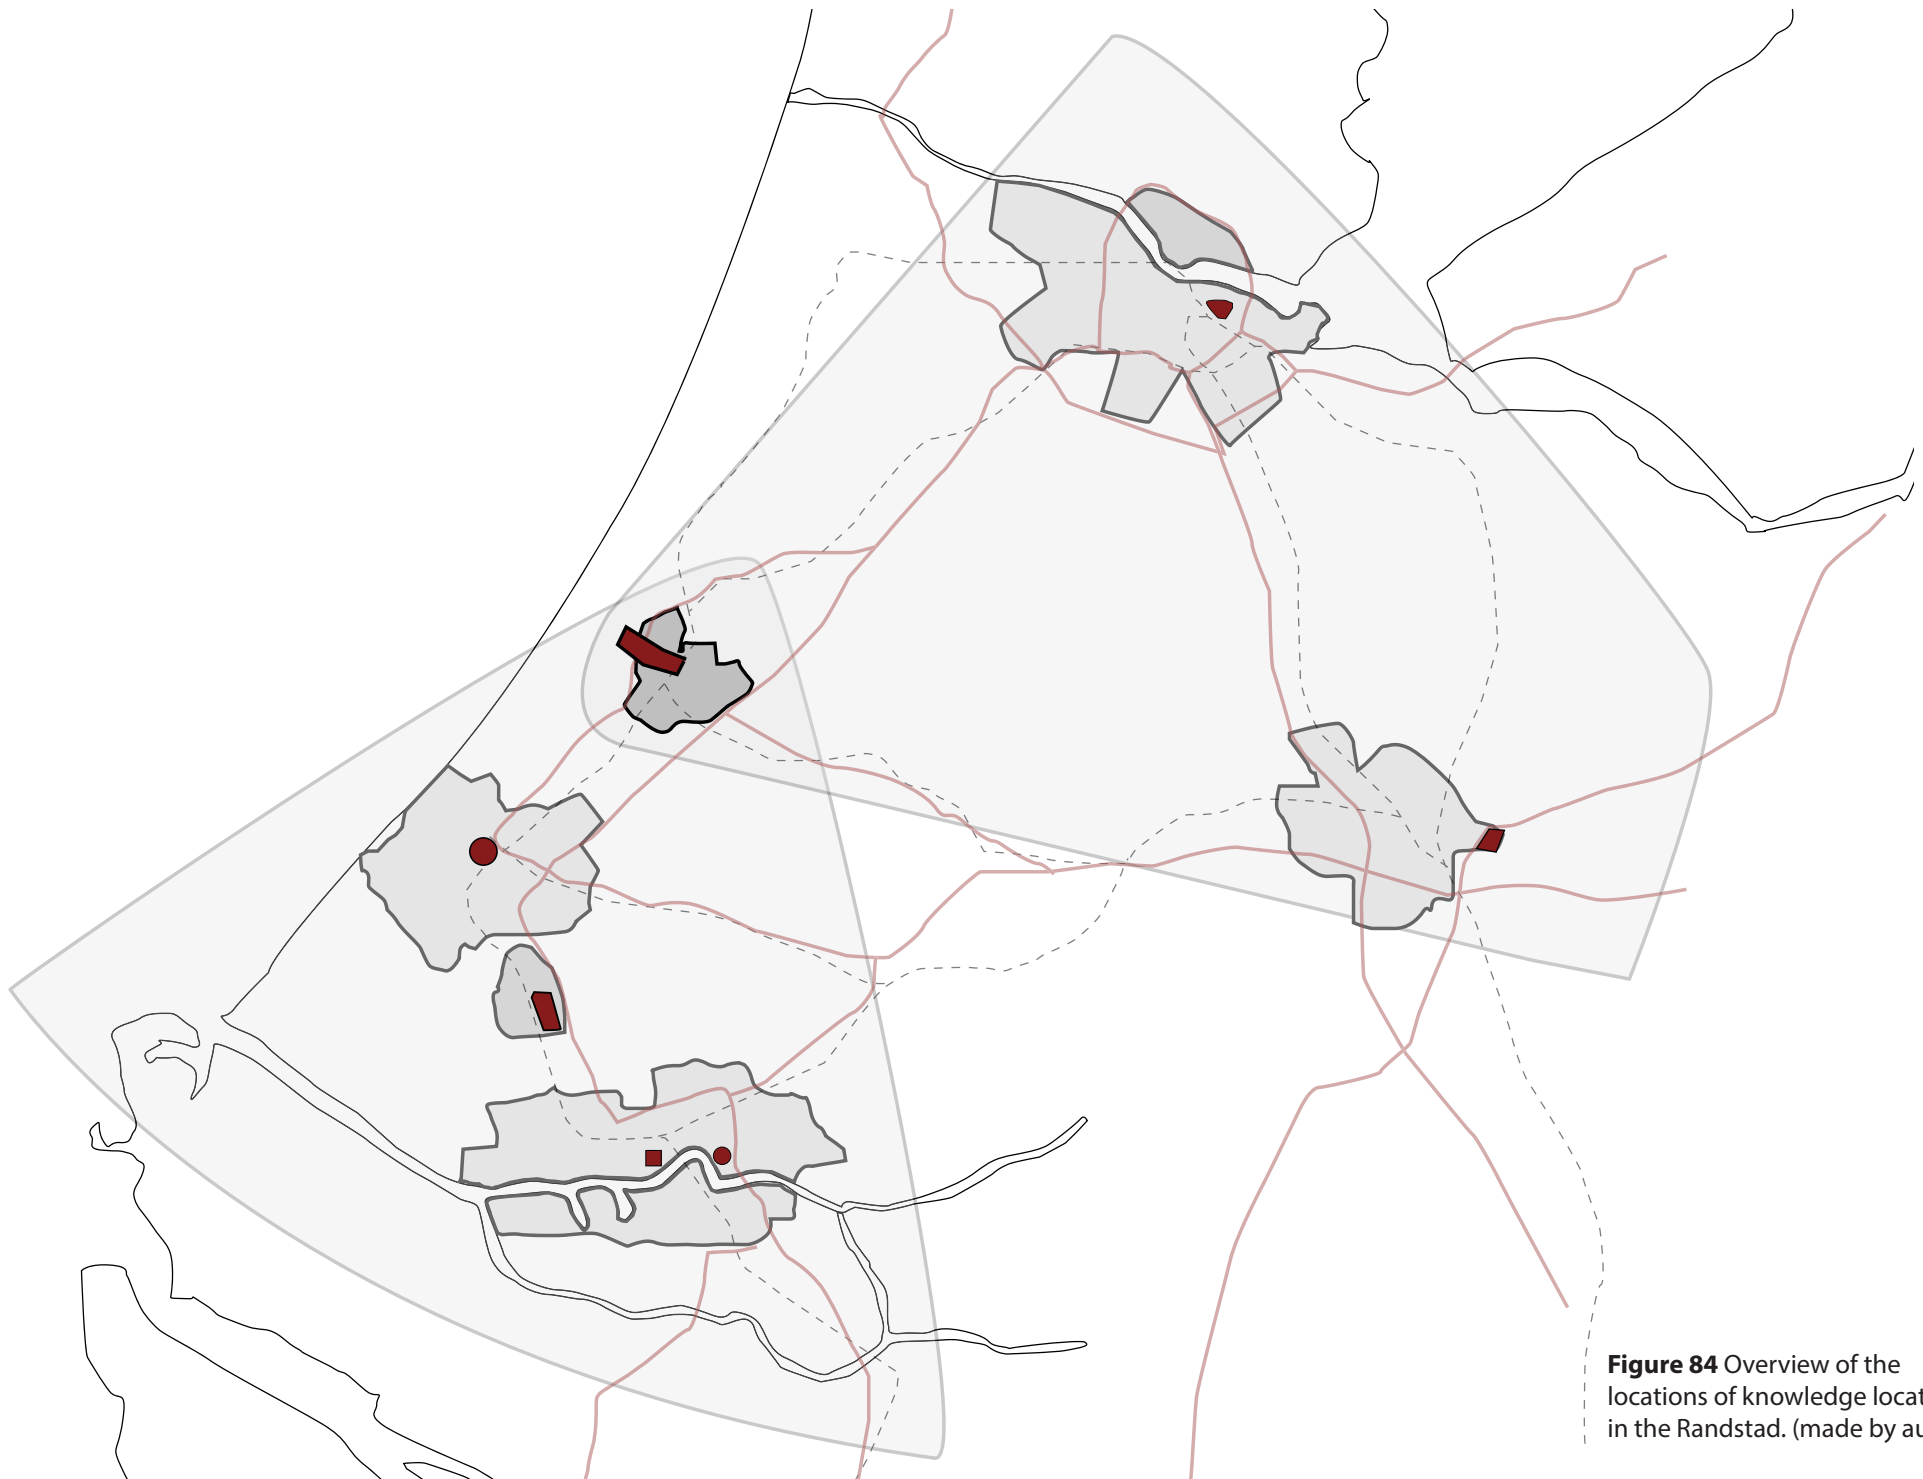 Figure 84 Overview of the
locations of knowledge locat
in the Randstad. (made by au